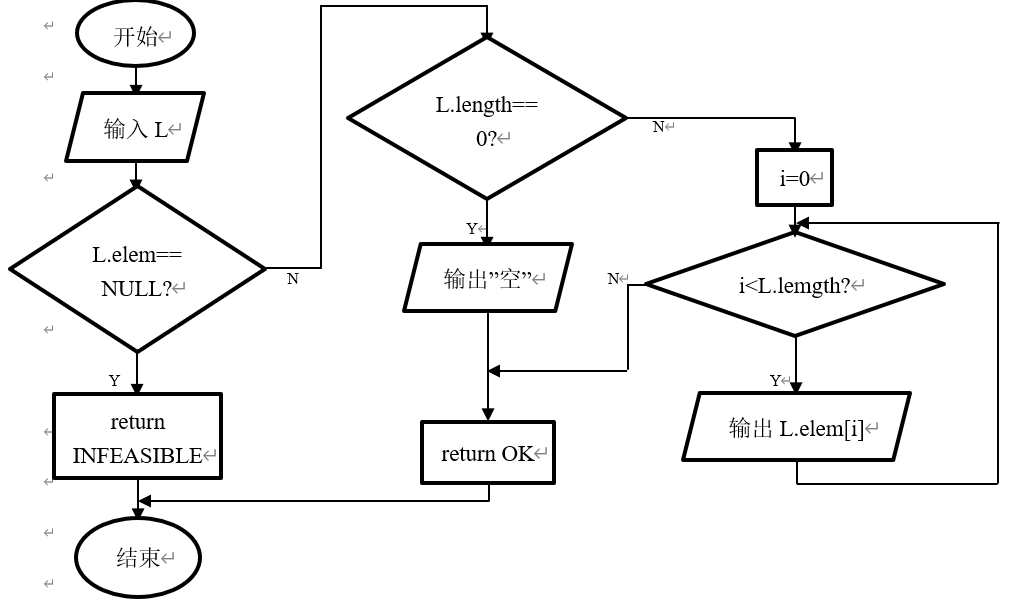 开始
输入 L
L.elem==
NULL?
N
Y
return
INFEASIBLE
结束
L.length==
0?
N
Y
输出”空”
return OK
i=0
i<L.lemgth?
N
Y
输出 L.elem[i]